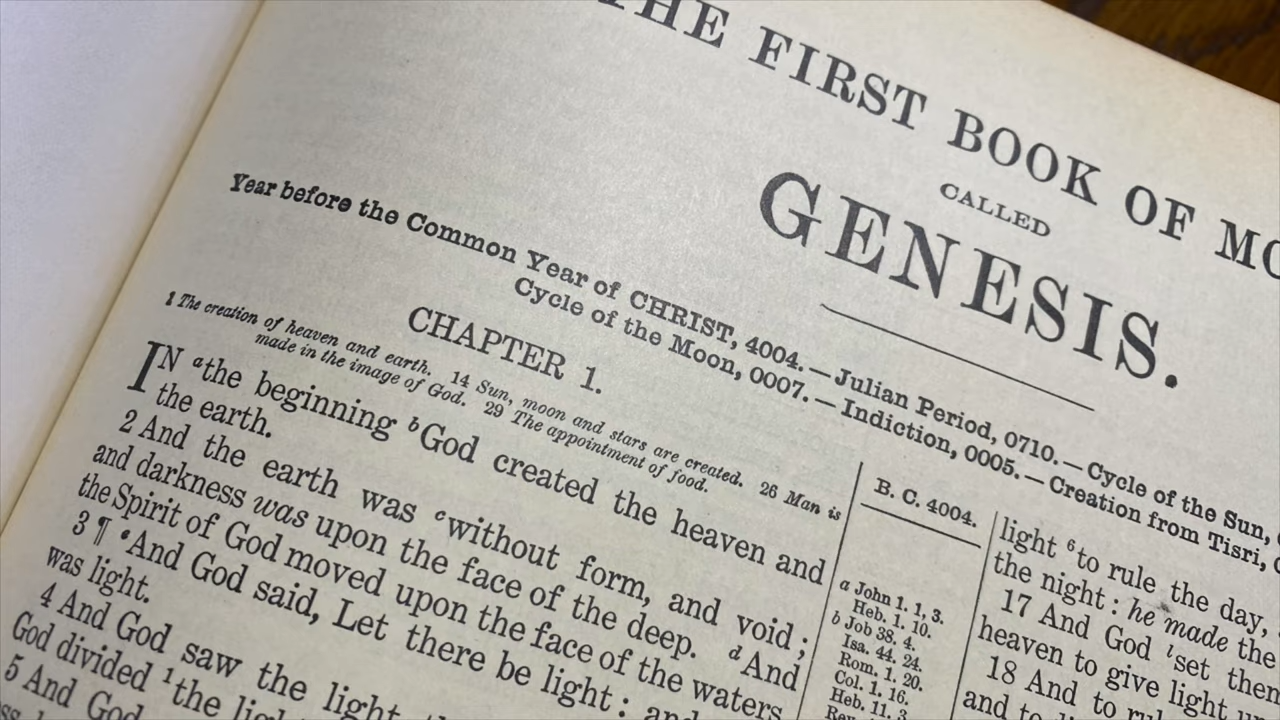 THE FIRST BOOK OF
CALLED
GENESIS.
Year before the Common Year of CHRIST, 4004.—Julian Period, 0710.—Cycle of the Sun,
Cycle of the Moon, 0007.—Indiction, 0005.—Creation from Tisri,
CHAPTER 1.
1 The creation of heaven and earth. 14 Sun, moon and stars are created. 26 Man is
made in the image of God. 29 The appointment of food.
IN ᵃthe beginning ᵇGod created the heaven and
the earth.
2 And the earth was ᶜwithout form, and void;
and darkness was upon the face of the deep. ᵈAnd
the Spirit of God moved upon the face of the waters
3 ¶ ᵉAnd God said, Let there be light: and
was light.
4 And God saw the light,
God divided ¹the
5 And God
B. C. 4004.
a John 1. 1, 3.
Heb. 1. 10.
b Job 38. 4.
Isa. 44. 24.
Rom. 1. 20.
Col. 1. 16.
Heb. 11. 3
light ⁶to rule the day,
the night: he made the
17 And God ˡset them
heaven to give light
18 And to
and to